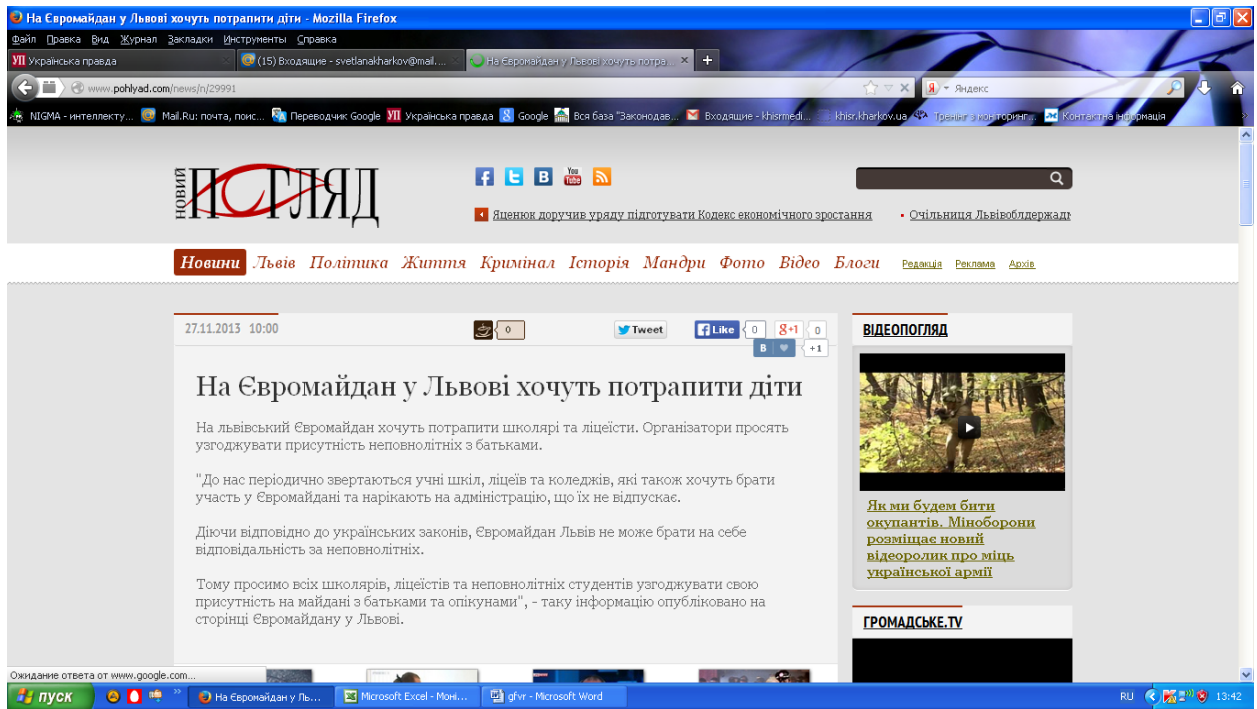 На Євромайдан у Львові хочуть потрапити діти - Mozilla Firefox
Файл Правка Вид Журнал Закладки Инструменты Справка
УП Українська правда
(15) Входящие - svetlanakharkov@mail....
На Євромайдан у Львові хочуть потра...
www.pohlyad.com/news/n/29991
Яндекс
NIGMA - интеллекту... Mail.Ru: почта, поис... Переводчик Google УП Українська правда Google Вся база "Законодав... Входящие - khisrmedi... khisr.kharkov.ua Тренінг з моніторинг... Контактна інформація
НОВИЙ ПОГЛЯД
You Tube
Яценюк доручив уряду підготувати Кодекс економічного зростання
Очільниця Львівоблдержадм
Новини Львів Політика Життя Кримінал Історія Мандри Фото Відео Блоги Редакція Реклама Архів
27.11.2013 10:00
0 Tweet Like 0 g+1 0
B +1
На Євромайдан у Львові хочуть потрапити діти
На львівський Євромайдан хочуть потрапити школярі та ліцеїсти. Організатори просять
узгоджувати присутність неповнолітніх з батьками.
"До нас періодично звертаються учні шкіл, ліцеїв та коледжів, які також хочуть брати
участь у Євромайдані та нарікають на адміністрацію, що їх не відпускає.
Діючи відповідно до українських законів, Євромайдан Львів не може брати на себе
відповідальність за неповнолітніх.
Тому просимо всіх школярів, ліцеїстів та неповнолітніх студентів узгоджувати свою
присутність на майдані з батьками та опікунами", - таку інформацію опубліковано на
сторінці Євромайдану у Львові.
ВІДЕОПОГЛЯД
Як ми будем бити
окупантів. Міноборони
розміщає новий
відеоролик про міць
української армії
ГРОМАДСЬКЕ.TV
Ожидание ответа от www.google.com...
пуск
На Євромайдан у Ль...
Microsoft Excel - Моні...
gfvr - Microsoft Word
RU
13:42